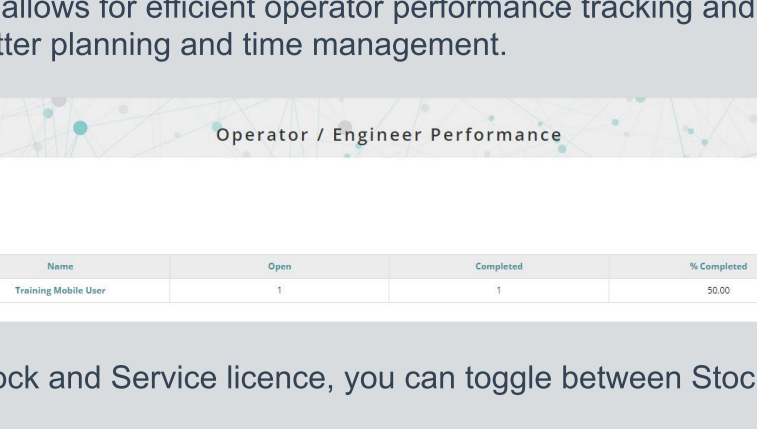 allows for efficient operator performance tracking and
tter planning and time management.
Operator / Engineer Performance
Name Open Completed % Completed
Training Mobile User 1 1 50.00
ock and Service licence, you can toggle between Stoc